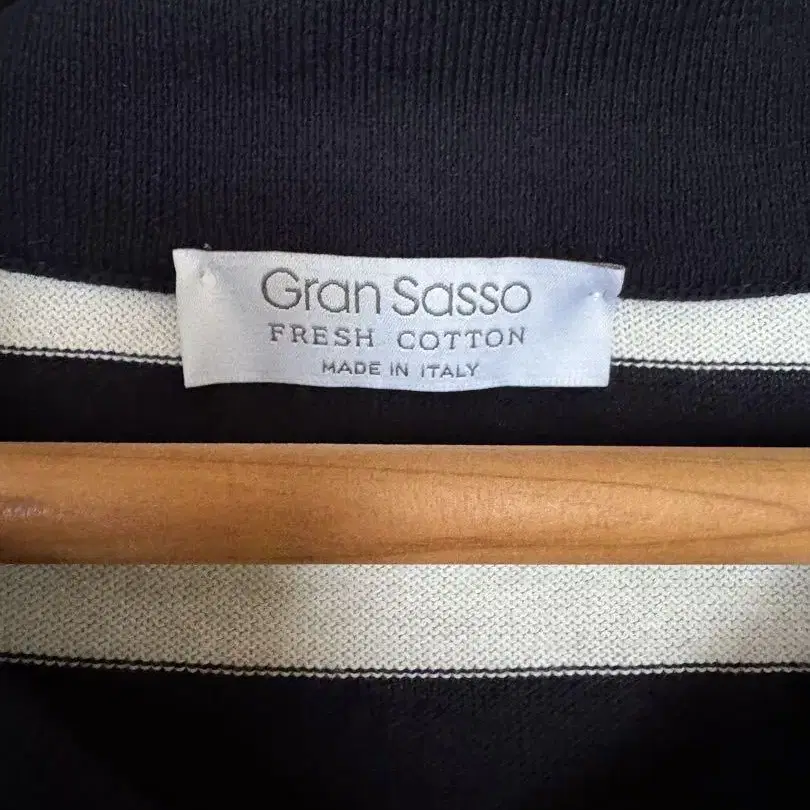 Gran Sasso
FRESH COTTON
MADE IN ITALY